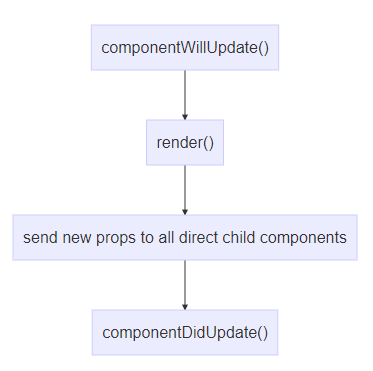 componentWillUpdate()
render()
send new props to all direct child components
componentDidUpdate()